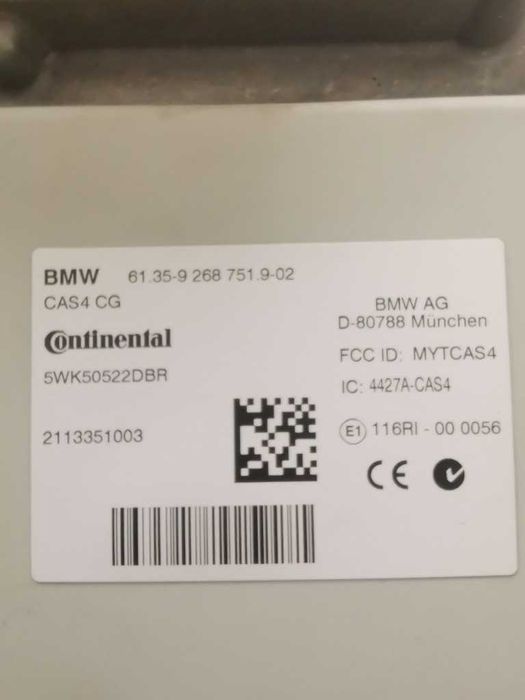 BMW 61.35-9 268 751.9-02
CAS4 CG
Continental
5WK50522DBR
2113351003
BMW AG
D-80788 München
FCC ID: MYTCAS4
IC: 4427A-CAS4
E1 116RI - 00 0056
CE